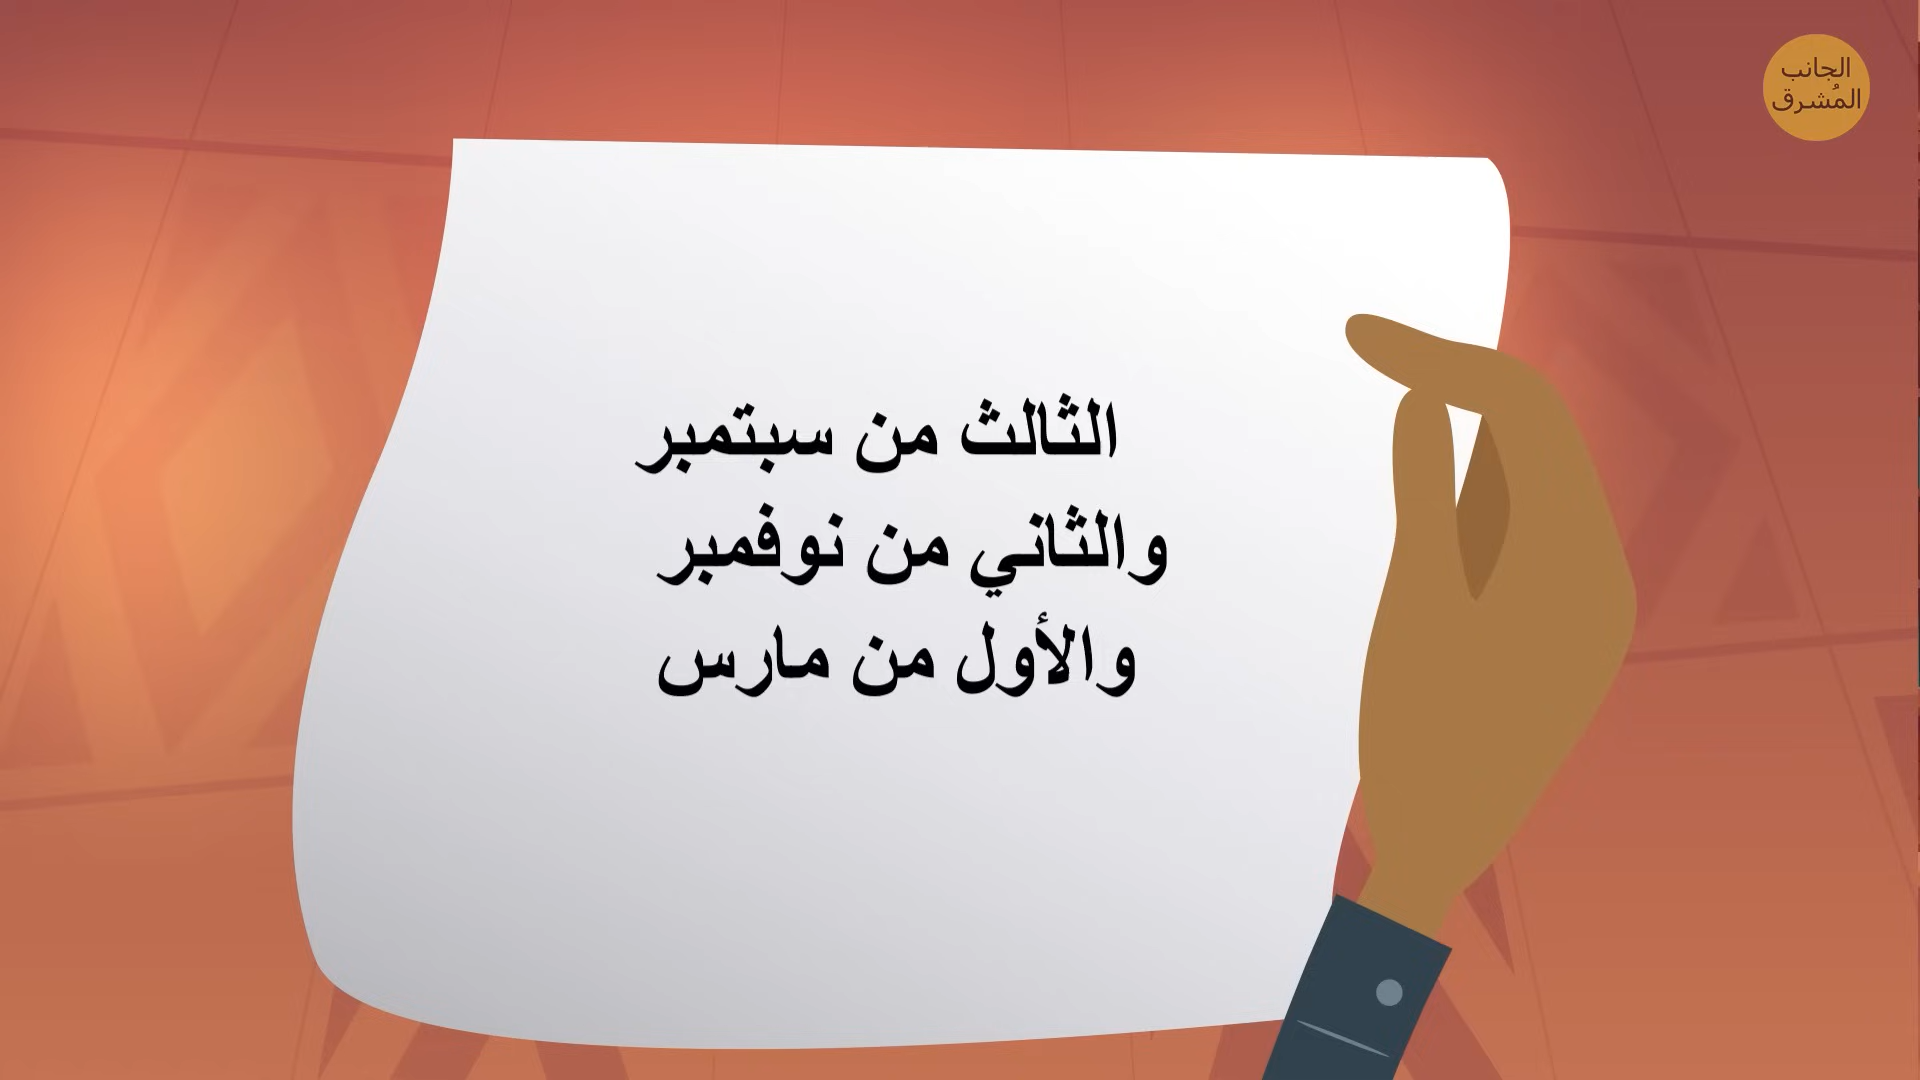 الجانب
المُشرق
الثالث من سبتمبر
والثاني من نوفمبر
والأول من مارس